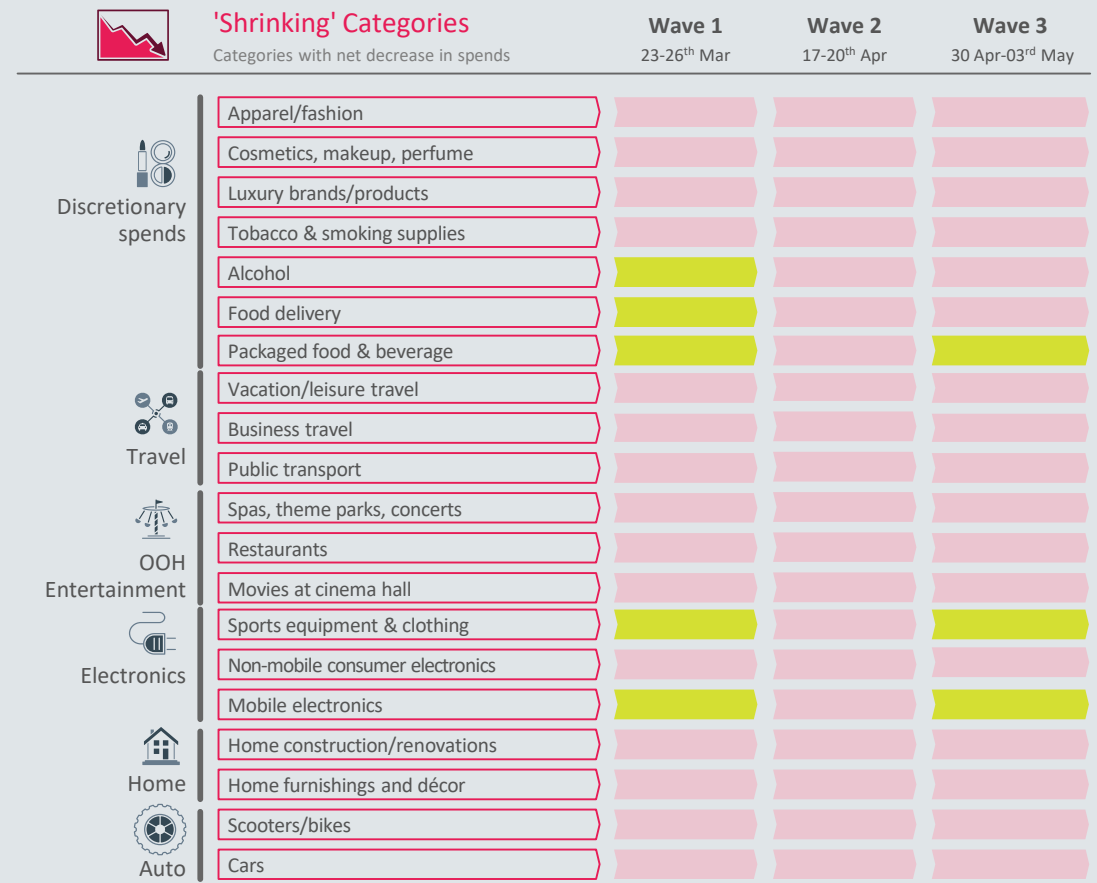 'Shrinking' Categories
Categories with net decrease in spends
Wave 1
23-26th Mar
Wave 2
17-20th Apr
Wave 3
30 Apr-03rd May
Discretionary
spends
Apparel/fashion
Cosmetics, makeup, perfume
Luxury brands/products
Tobacco & smoking supplies
Alcohol
Food delivery
Packaged food & beverage
Travel
Vacation/leisure travel
Business travel
Public transport
OOH
Entertainment
Spas, theme parks, concerts
Restaurants
Movies at cinema hall
Electronics
Sports equipment & clothing
Non-mobile consumer electronics
Mobile electronics
Home
Home construction/renovations
Home furnishings and décor
Auto
Scooters/bikes
Cars